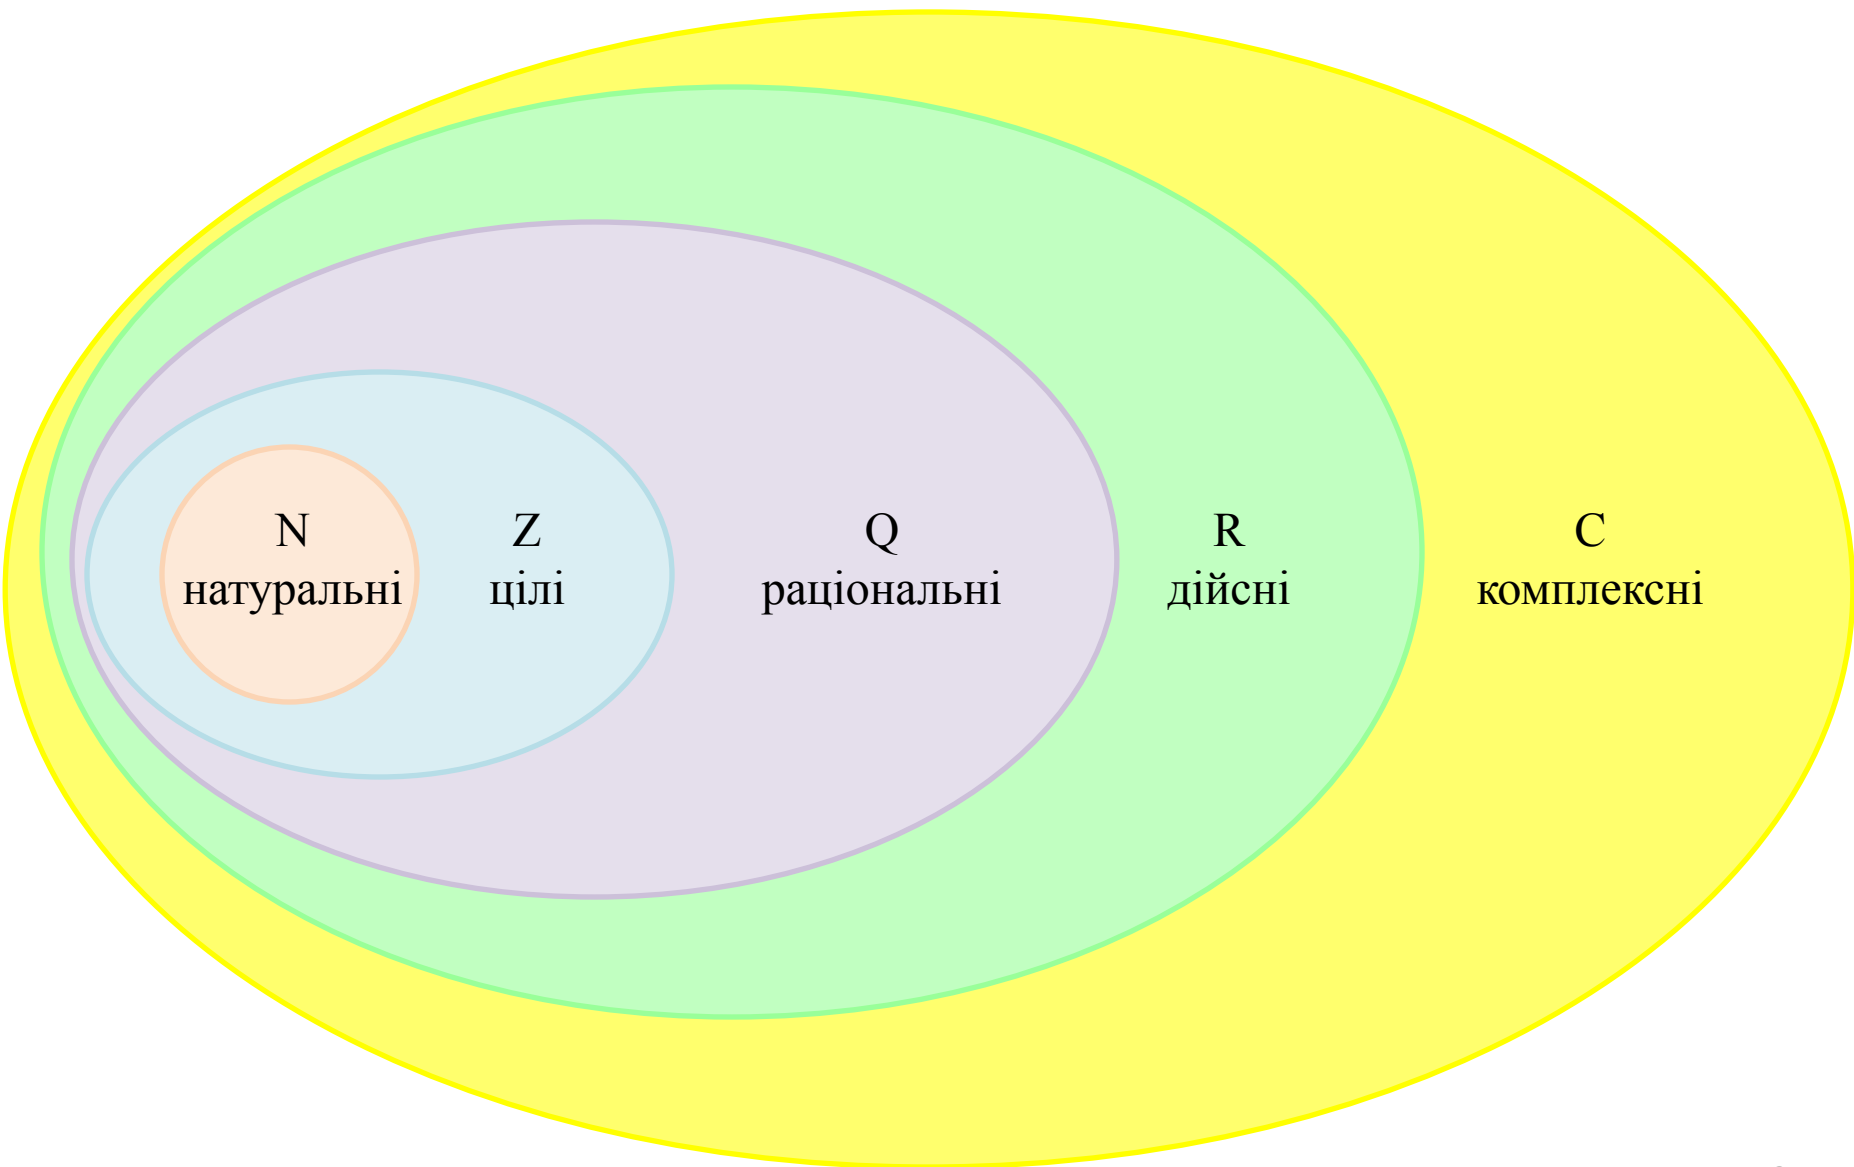 N
натуральні
Z
цілі
Q
раціональні
R
дійсні
C
комплексні